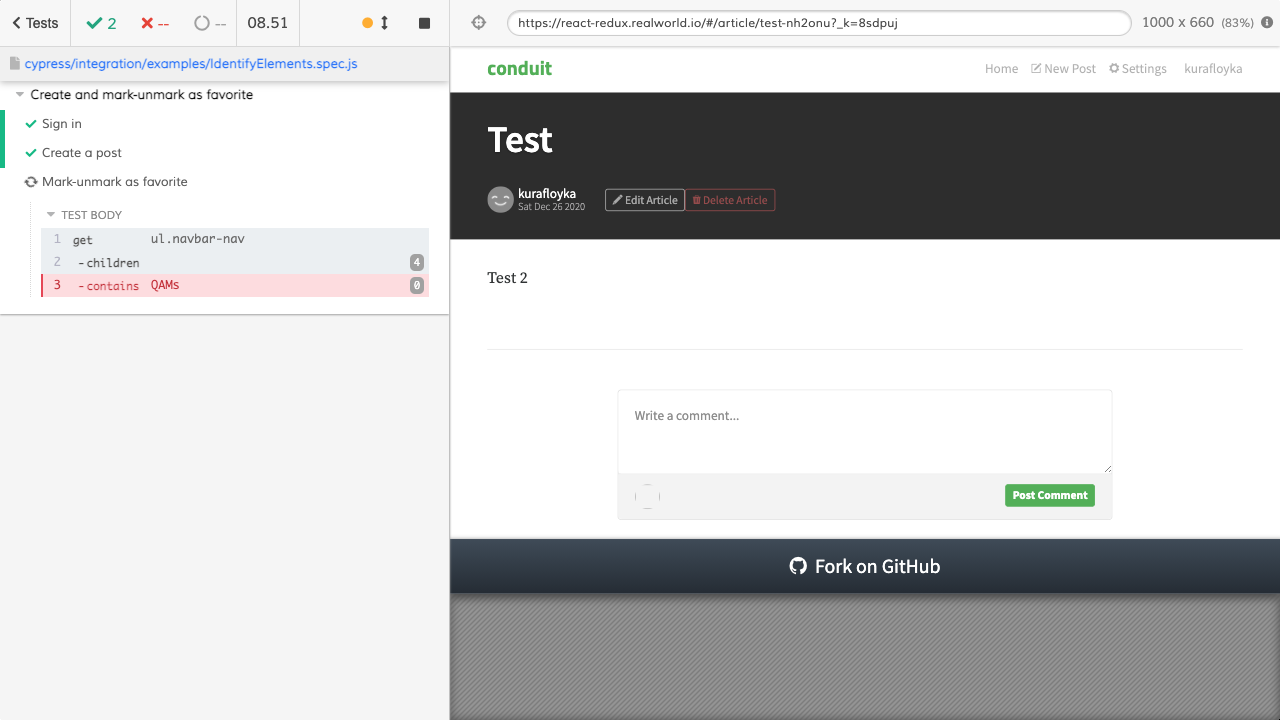 Tests 2 -- -- 08.51
cypress/integration/examples/IdentifyElements.spec.js
Create and mark-unmark as favorite
Sign in
Create a post
Mark-unmark as favorite
TEST BODY
1 get ul.navbar-nav
2 -children 4
3 -contains QAMs 0
https://react-redux.realworld.io/#/article/test-nh2onu?_k=8sdpuj 1000 x 660 (83%)
conduit Home New Post Settings kurafloyka
Test
kurafloyka
Sat Dec 26 2020
Edit Article Delete Article
Test 2
Write a comment...
Post Comment
Fork on GitHub